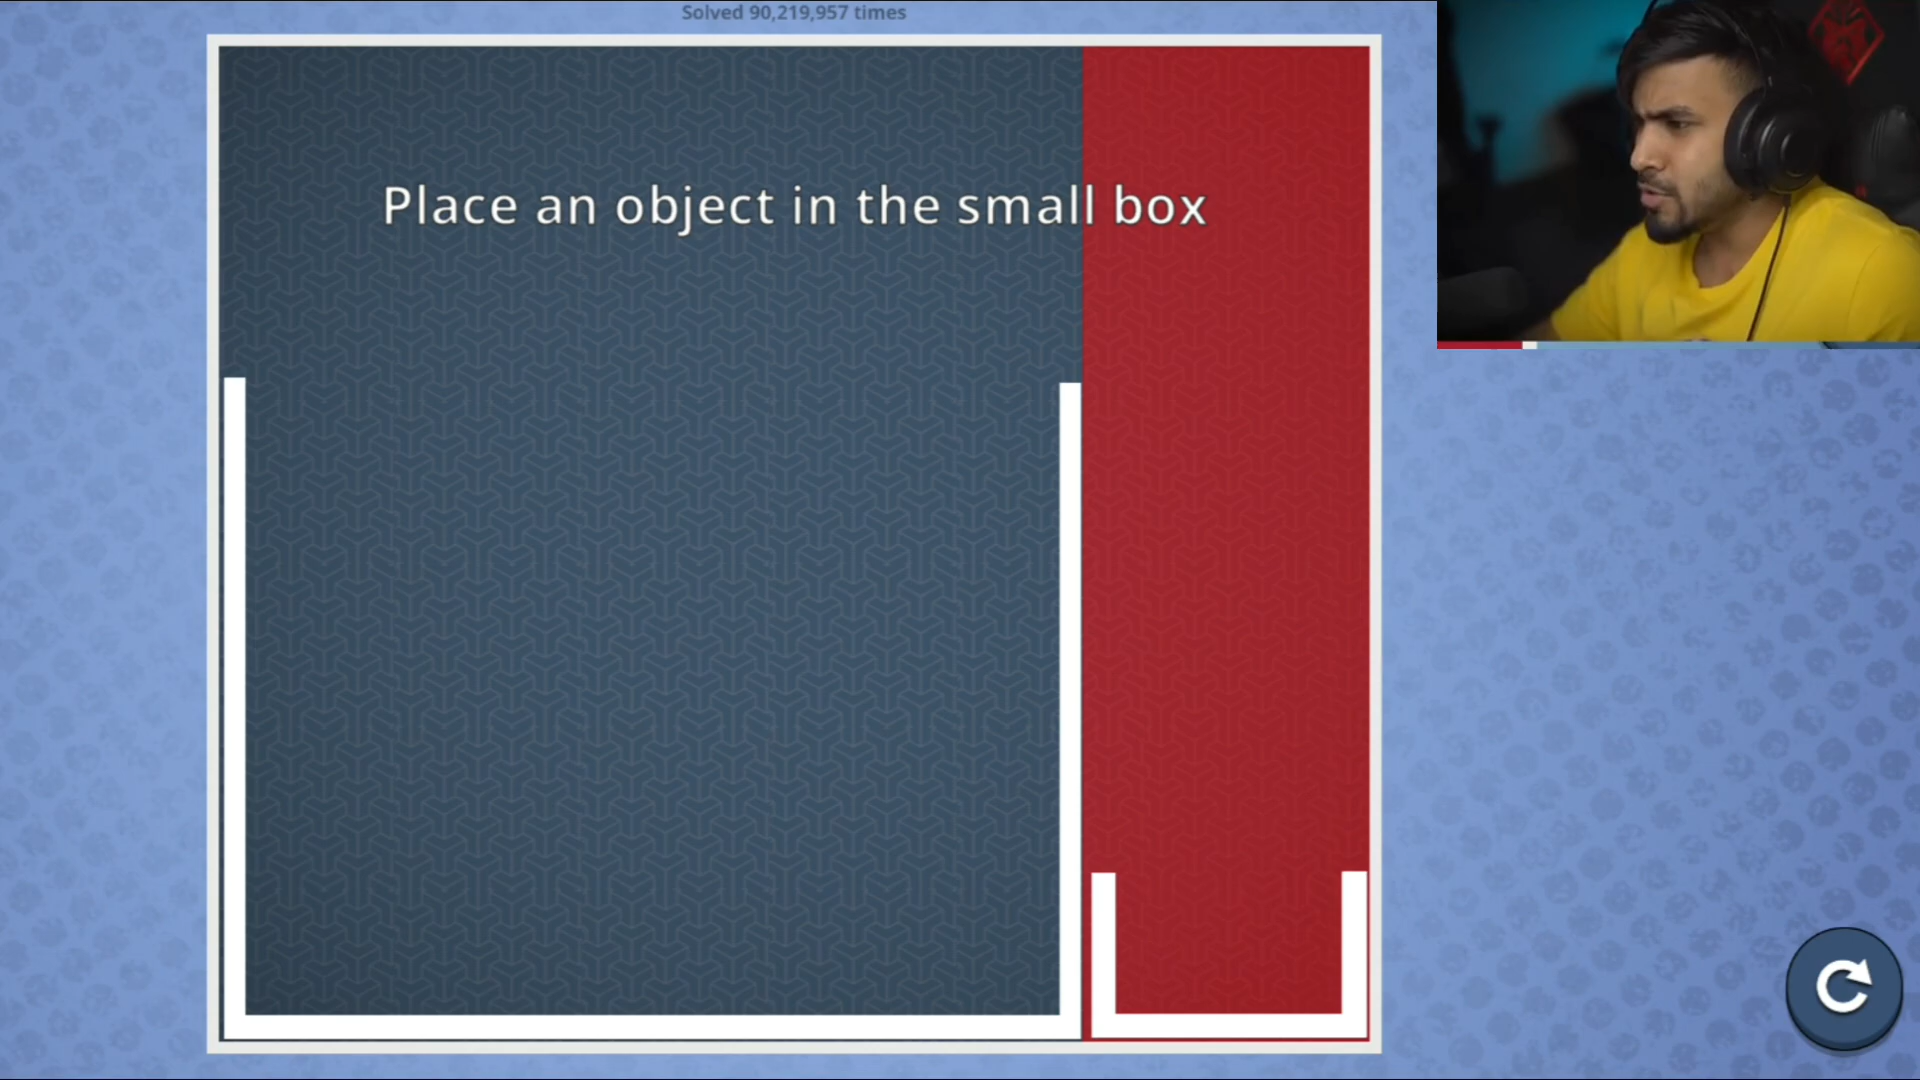 Solved 90,219,957 times
Place an object in the small box